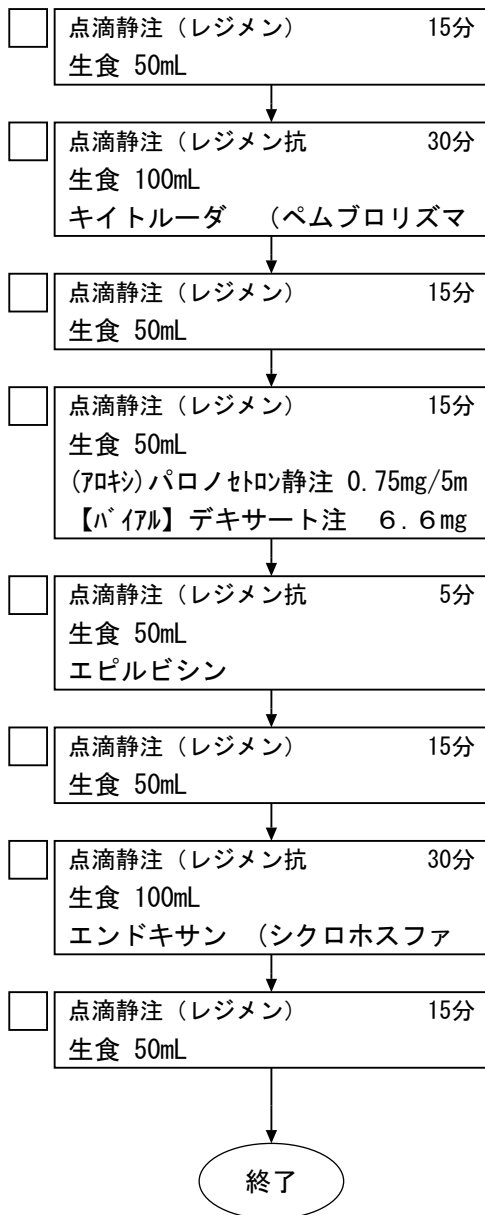 点滴静注（レジメン） 15分
生食 50mL
点滴静注（レジメン抗 30分
生食 100mL
キイトルーダ （ペムブロリズマ
点滴静注（レジメン） 15分
生食 50mL
点滴静注（レジメン） 15分
生食 50mL
(ｱﾛｷｼ)パロノｾﾄﾛﾝ静注 0.75mg/5m
【ﾊﾞｲｱﾙ】デキサート注 ６.６mg
点滴静注（レジメン抗 5分
生食 50mL
エピルビシン
点滴静注（レジメン） 15分
生食 50mL
点滴静注（レジメン抗 30分
生食 100mL
エンドキサン （シクロホスファ
点滴静注（レジメン） 15分
生食 50mL
終了